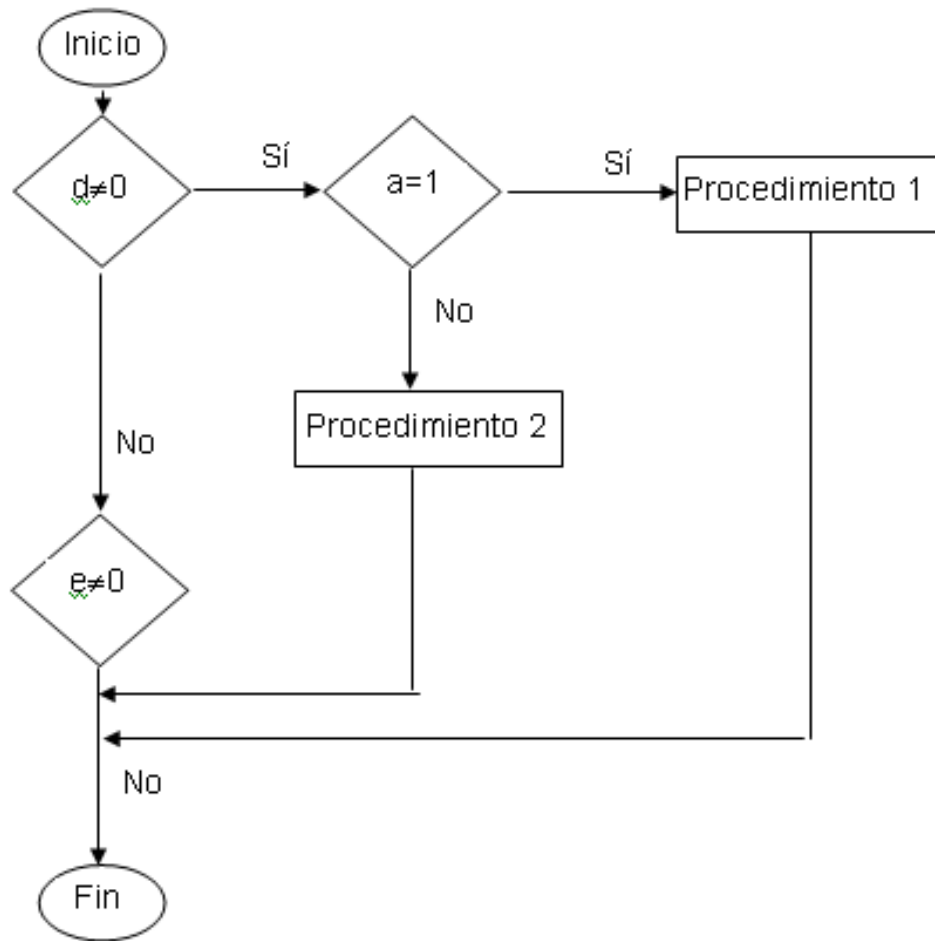 Inicio
d≠0
Sí
a=1
Sí
Procedimiento 1
No
Procedimiento 2
No
e≠0
No
Fin